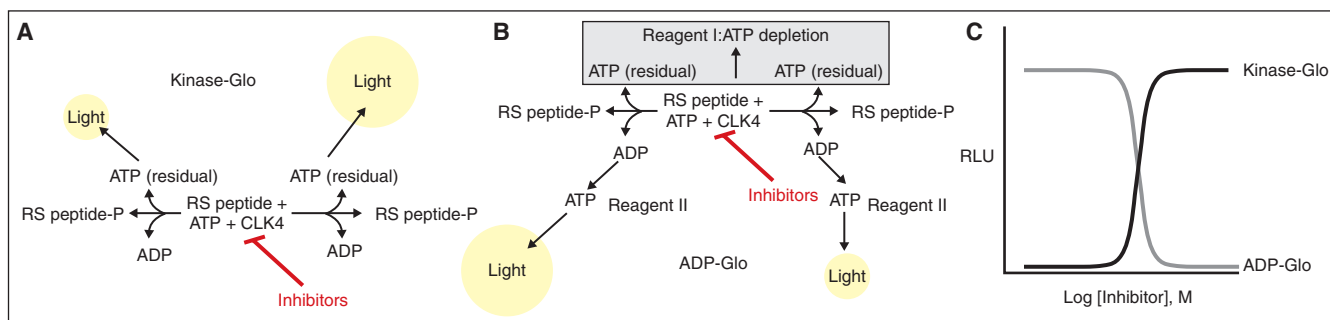 A
Kinase-Glo
Light
Light
ATP (residual)
ATP (residual)
RS peptide-P
RS peptide +
ATP + CLK4
RS peptide-P
ADP
ADP
Inhibitors
B
Reagent I:ATP depletion
ATP (residual)
ATP (residual)
RS peptide-P
RS peptide +
ATP + CLK4
RS peptide-P
ADP
ADP
Inhibitors
ATP
Reagent II
ATP
Reagent II
Light
ADP-Glo
Light
C
Kinase-Glo
RLU
ADP-Glo
Log [Inhibitor], M